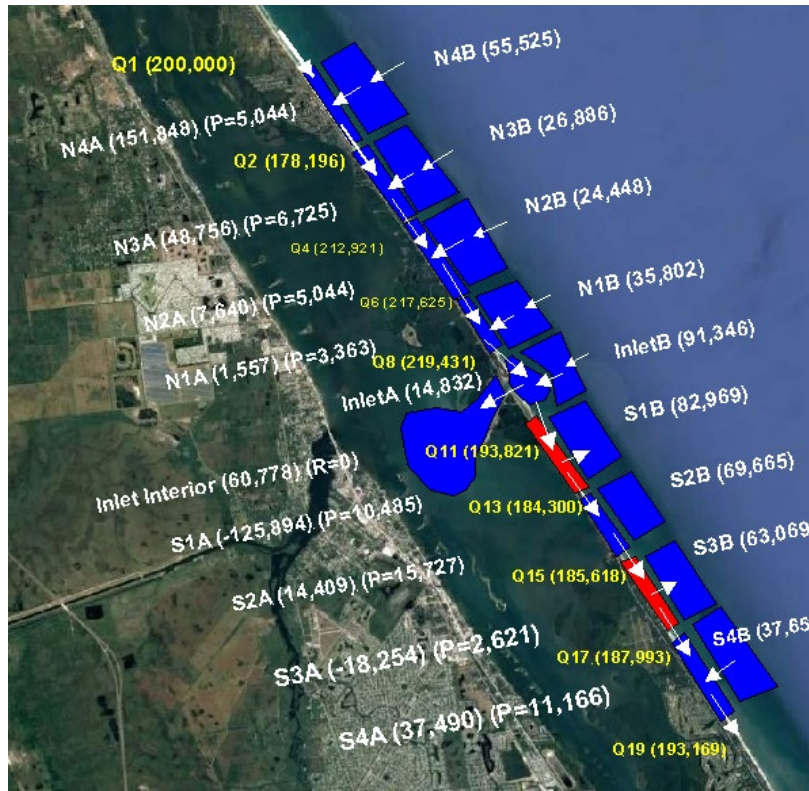 Q1 (200,000)
N4B (55,525)
N4A (151,848) (P=5,044)
N3B (26,886)
Q2 (178,196)
N3A (48,756) (P=6,725)
N2B (24,448)
Q4 (212,921)
N2A (7,640) (P=5,044)
N1B (35,802)
Q6 (217,625)
N1A (1,557) (P=3,363)
Q8 (219,431)
InletB (91,346)
InletA (14,832)
S1B (82,969)
Q11 (193,821)
Inlet Interior (60,778) (R=0)
S2B (69,665)
Q13 (184,300)
S1A (-125,894) (P=10,485)
S3B (63,069
Q15 (185,618)
S2A (14,409) (P=15,727)
S4B (37,65
Q17 (187,993)
S3A (-18,254) (P=2,621)
S4A (37,490) (P=11,166)
Q19 (193,169)